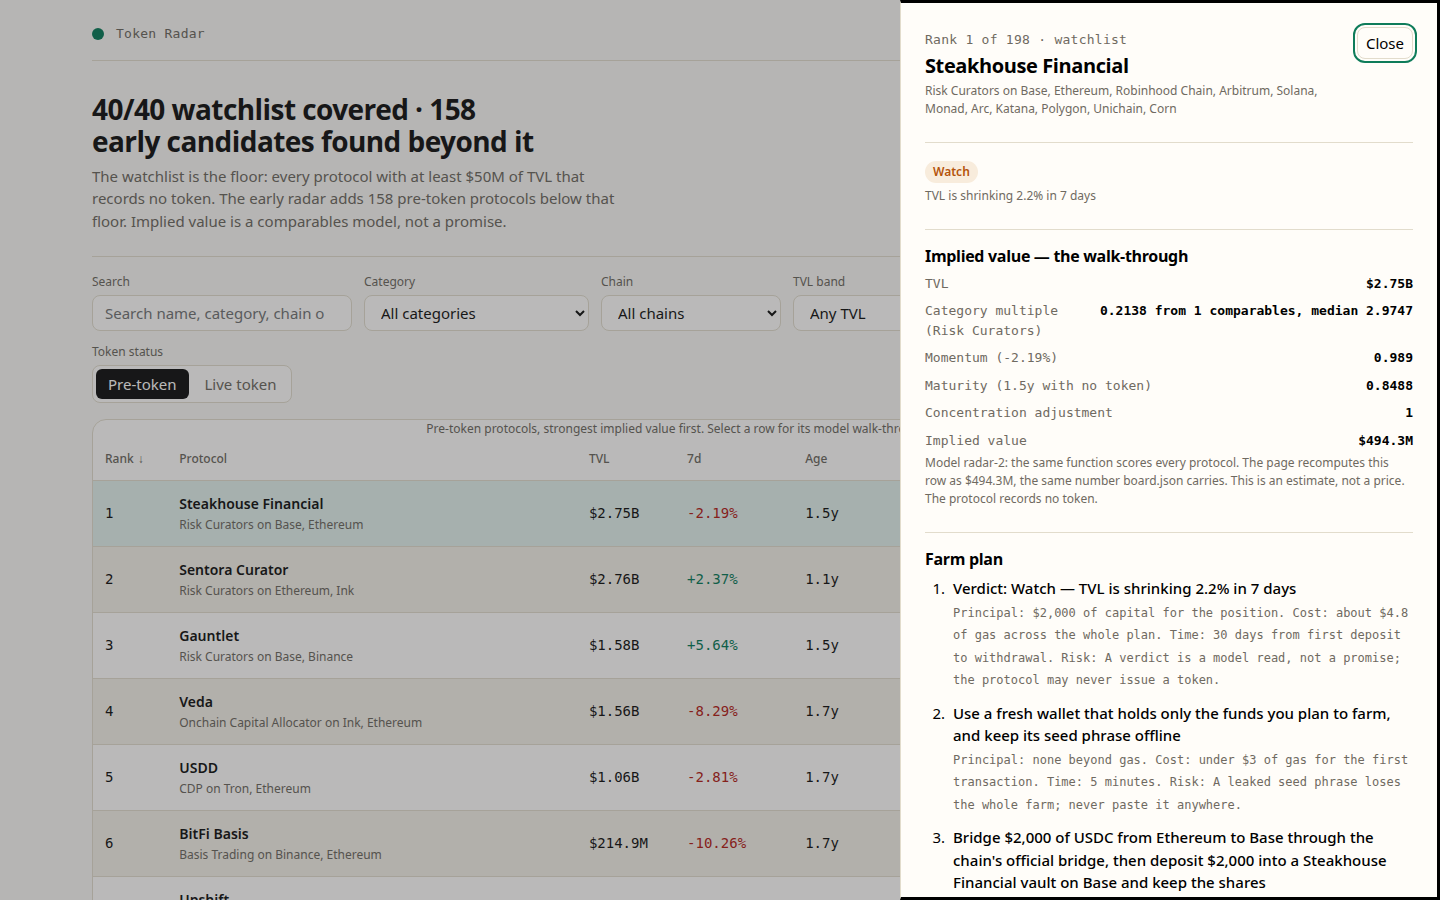 Token Radar
40/40 watchlist covered · 158
early candidates found beyond it
The watchlist is the floor: every protocol with at least $50M of TVL that
records no token. The early radar adds 158 pre-token protocols below that
floor. Implied value is a comparables model, not a promise.
Search
Category
Chain
TVL band
Search name, category, chain o
All categories
All chains
Any TVL
Token status
Pre-token
Live token
Pre-token protocols, strongest implied value first. Select a row for its model walk-thr
Rank ↓
Protocol
TVL
7d
Age
1
Steakhouse Financial
Risk Curators on Base, Ethereum
$2.75B
-2.19%
1.5y
2
Sentora Curator
Risk Curators on Ethereum, Ink
$2.76B
+2.37%
1.1y
3
Gauntlet
Risk Curators on Base, Binance
$1.58B
+5.64%
1.5y
4
Veda
Onchain Capital Allocator on Ink, Ethereum
$1.56B
-8.29%
1.7y
5
USDD
CDP on Tron, Ethereum
$1.06B
-2.81%
1.7y
6
BitFi Basis
Basis Trading on Binance, Ethereum
$214.9M
-10.26%
1.7y
Upshift
Rank 1 of 198 · watchlist
Close
Steakhouse Financial
Risk Curators on Base, Ethereum, Robinhood Chain, Arbitrum, Solana,
Monad, Arc, Katana, Polygon, Unichain, Corn
Watch
TVL is shrinking 2.2% in 7 days
Implied value — the walk-through
TVL $2.75B
Category multiple 0.2138 from 1 comparables, median 2.9747
(Risk Curators)
Momentum (-2.19%) 0.989
Maturity (1.5y with no token) 0.8488
Concentration adjustment 1
Implied value $494.3M
Model radar-2: the same function scores every protocol. The page recomputes this
row as $494.3M, the same number board.json carries. This is an estimate, not a price.
The protocol records no token.
Farm plan
1. Verdict: Watch — TVL is shrinking 2.2% in 7 days
Principal: $2,000 of capital for the position. Cost: about $4.8
of gas across the whole plan. Time: 30 days from first deposit
to withdrawal. Risk: A verdict is a model read, not a promise;
the protocol may never issue a token.
2. Use a fresh wallet that holds only the funds you plan to farm,
and keep its seed phrase offline
Principal: none beyond gas. Cost: under $3 of gas for the first
transaction. Time: 5 minutes. Risk: A leaked seed phrase loses
the whole farm; never paste it anywhere.
3. Bridge $2,000 of USDC from Ethereum to Base through the
chain's official bridge, then deposit $2,000 into a Steakhouse
Financial vault on Base and keep the shares